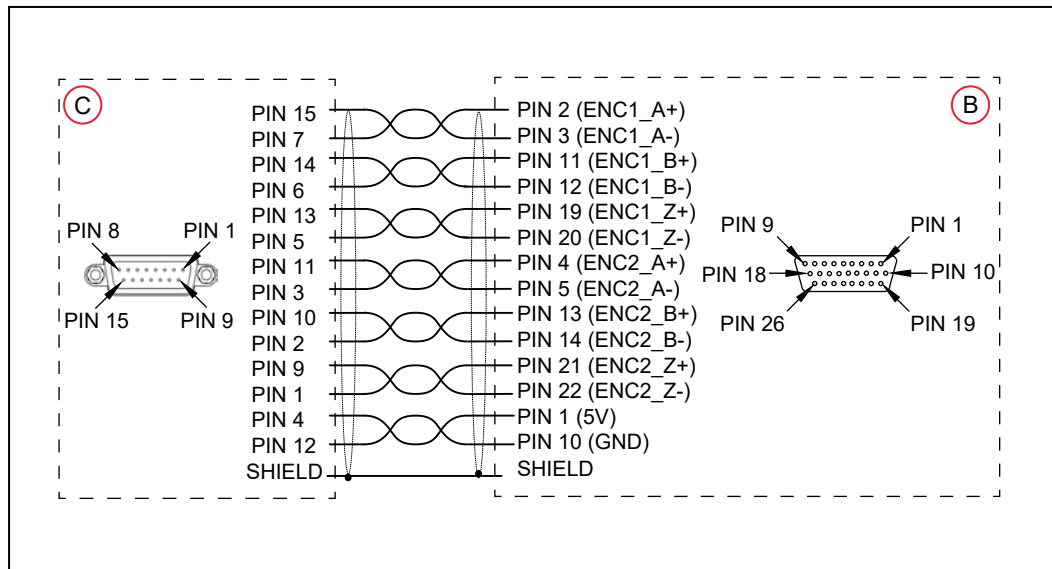 C
B
PIN 15
PIN 2 (ENC1_A+)
PIN 7
PIN 3 (ENC1_A-)
PIN 14
PIN 11 (ENC1_B+)
PIN 6
PIN 12 (ENC1_B-)
PIN 13
PIN 19 (ENC1_Z+)
PIN 5
PIN 20 (ENC1_Z-)
PIN 11
PIN 4 (ENC2_A+)
PIN 3
PIN 5 (ENC2_A-)
PIN 10
PIN 13 (ENC2_B+)
PIN 2
PIN 14 (ENC2_B-)
PIN 9
PIN 21 (ENC2_Z+)
PIN 1
PIN 22 (ENC2_Z-)
PIN 4
PIN 1 (5V)
PIN 12
PIN 10 (GND)
SHIELD
SHIELD
PIN 8
PIN 1
PIN 15
PIN 9
PIN 9
PIN 1
PIN 18
PIN 10
PIN 26
PIN 19